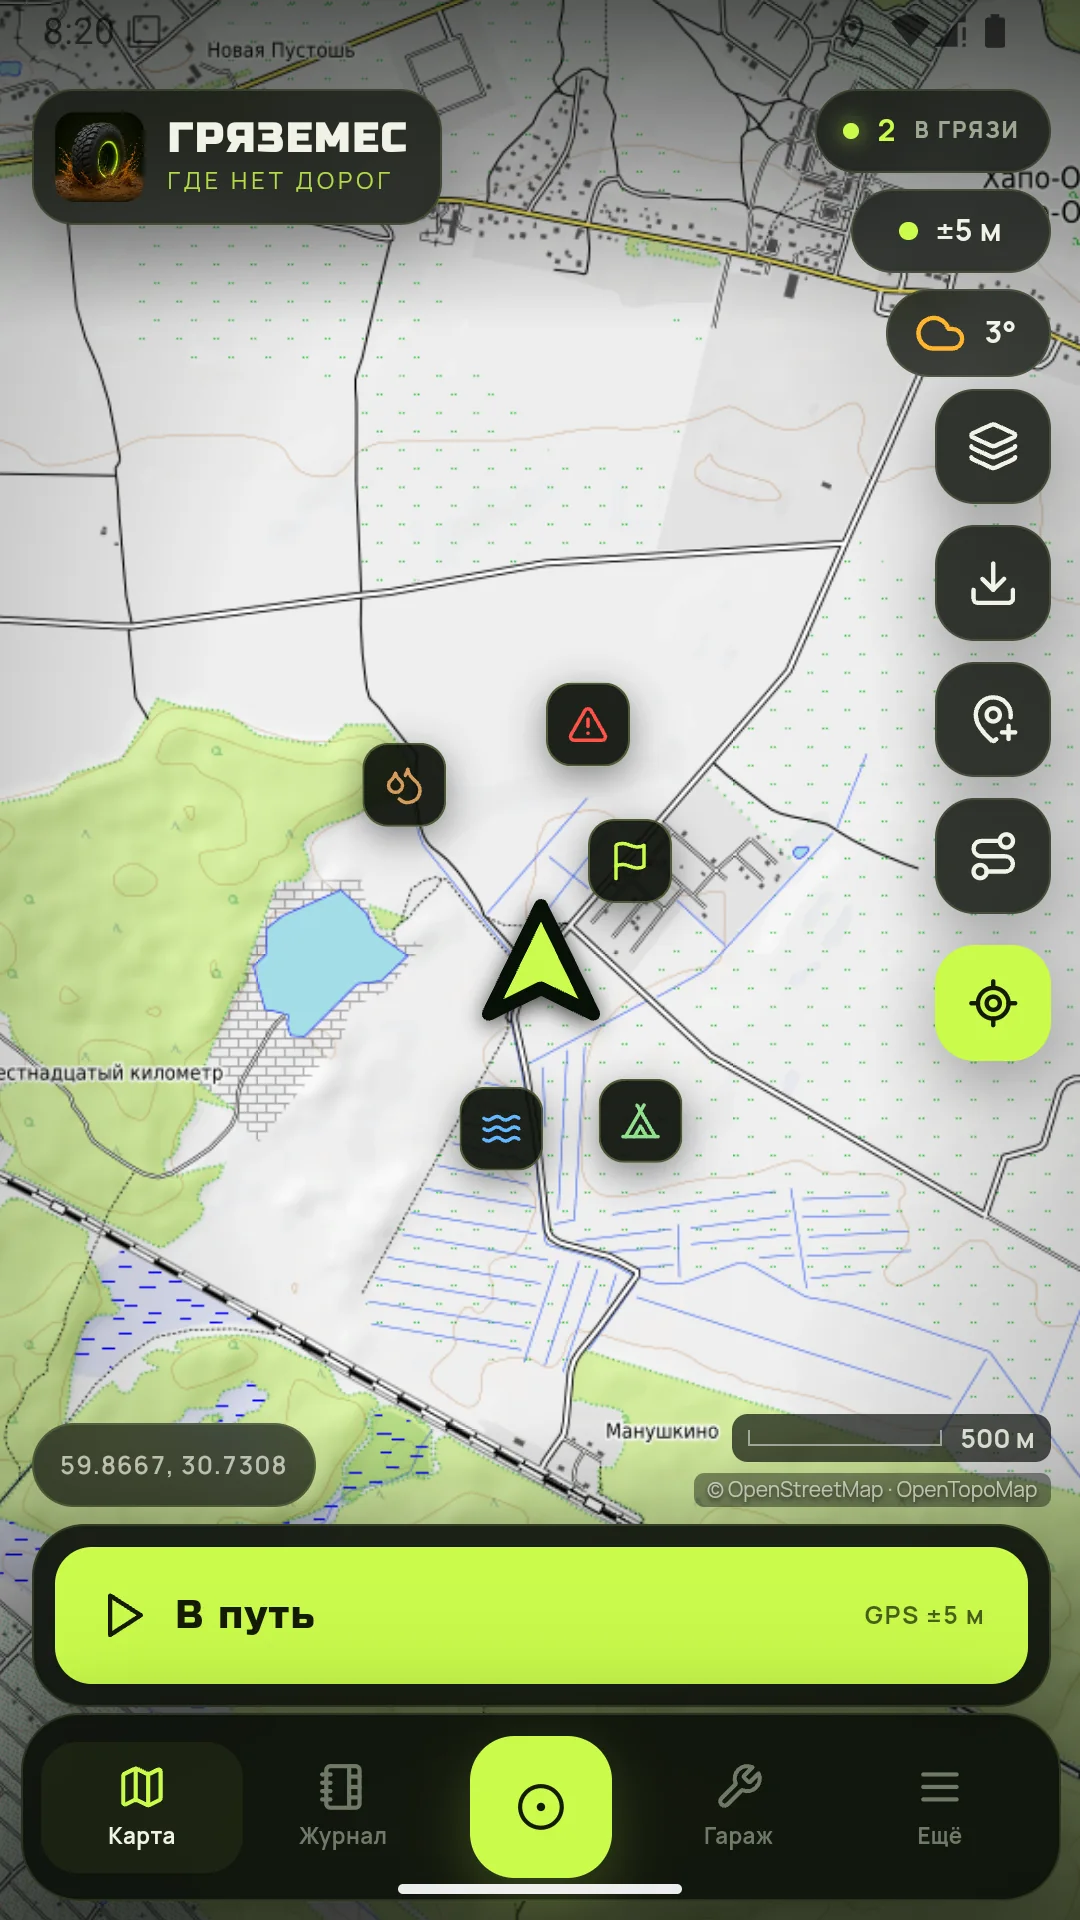 8:20
Новая Пустошь
ГРЯЗЕМЕС
ГДЕ НЕТ ДОРОГ
2 В ГРЯЗИ
Хапо-О
-О
±5 м
3°
естнадцатый километр
Манушкино
500 м
59.8667, 30.7308
© OpenStreetMap · OpenTopoMap
В путь
GPS ±5 м
Карта
Журнал
Гараж
Ещё